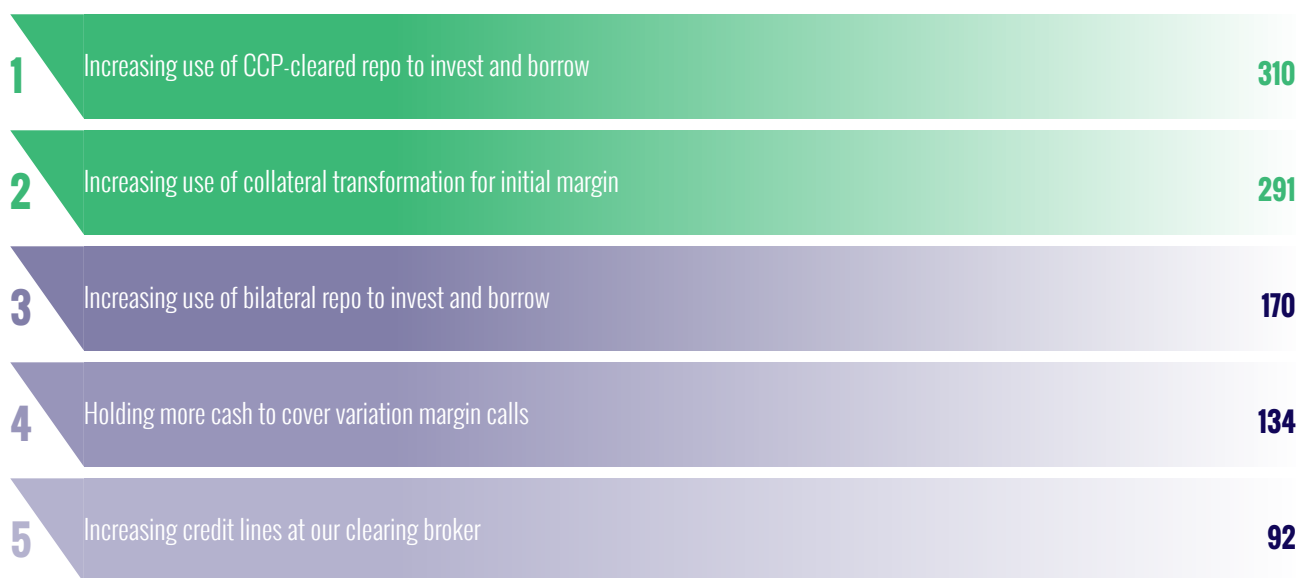 1 Increasing use of CCP-cleared repo to invest and borrow 310
2 Increasing use of collateral transformation for initial margin 291
3 Increasing use of bilateral repo to invest and borrow 170
4 Holding more cash to cover variation margin calls 134
5 Increasing credit lines at our clearing broker 92